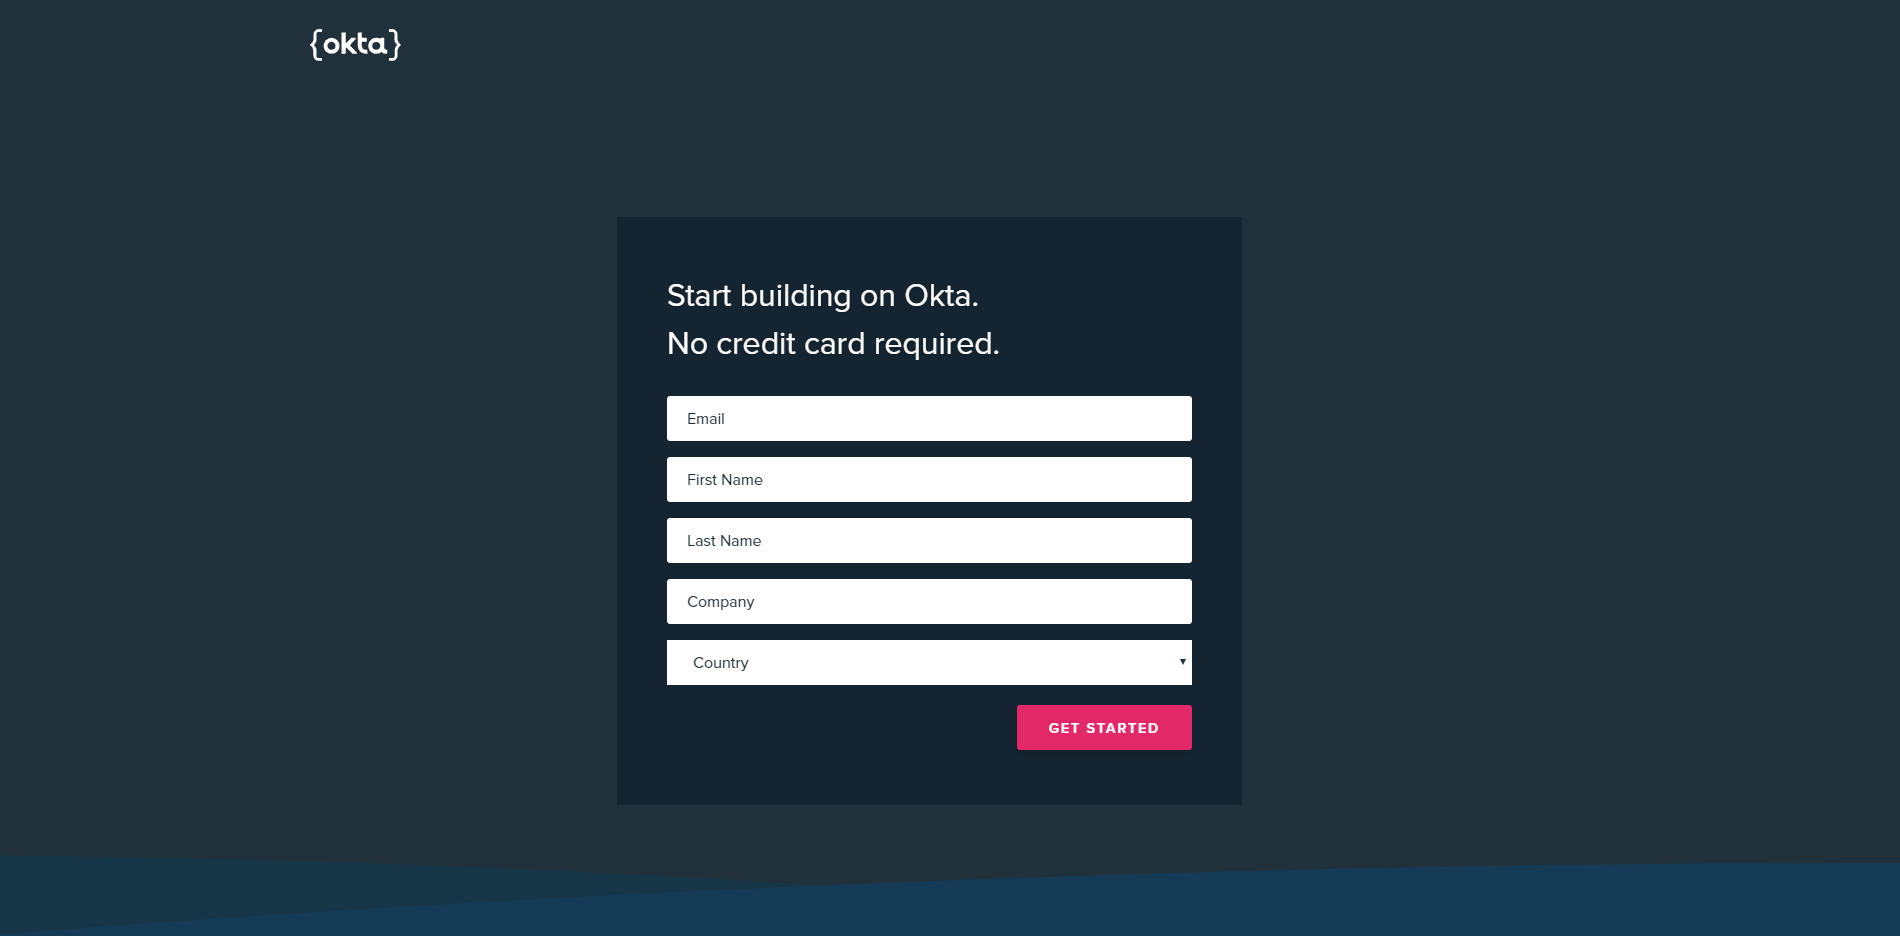 {okta}
Start building on Okta.
No credit card required.
Email
First Name
Last Name
Company
Country
GET STARTED